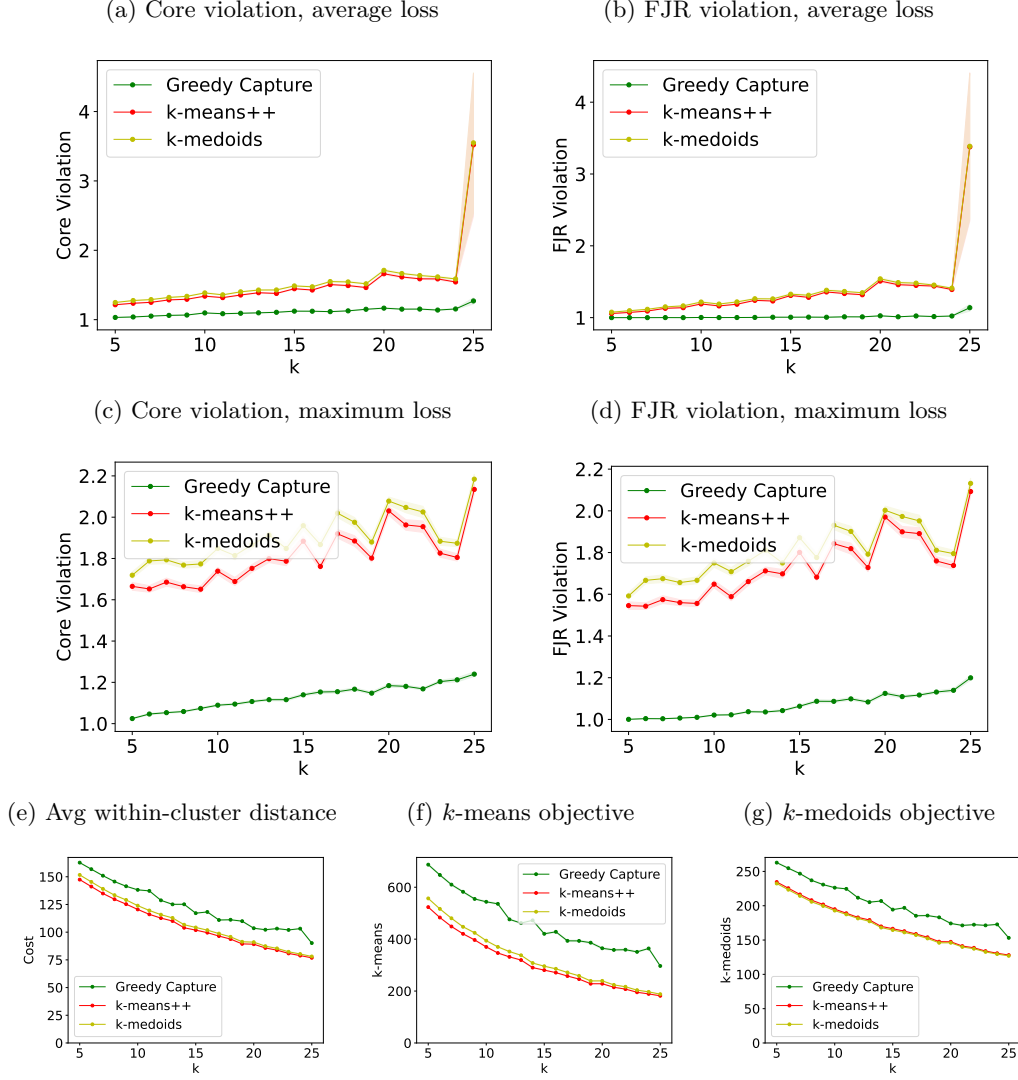 (a) Core violation, average loss
(b) FJR violation, average loss
Greedy Capture
k-means++
k-medoids
Core Violation
4
3
2
1
5
10
15
20
25
k
Greedy Capture
k-means++
k-medoids
FJR Violation
4
3
2
1
5
10
15
20
25
k
(c) Core violation, maximum loss
(d) FJR violation, maximum loss
Greedy Capture
k-means++
k-medoids
Core Violation
2.2
2.0
1.8
1.6
1.4
1.2
1.0
5
10
15
20
25
k
Greedy Capture
k-means++
k-medoids
FJR Violation
2.2
2.0
1.8
1.6
1.4
1.2
1.0
5
10
15
20
25
k
(e) Avg within-cluster distance
(f) k-means objective
(g) k-medoids objective
Cost
150
125
100
75
50
25
0
Greedy Capture
k-means++
k-medoids
5
10
15
20
25
k
k-means
600
400
200
0
Greedy Capture
k-means++
k-medoids
5
10
15
20
25
k
k-medoids
250
200
150
100
50
0
Greedy Capture
k-means++
k-medoids
5
10
15
20
25
k